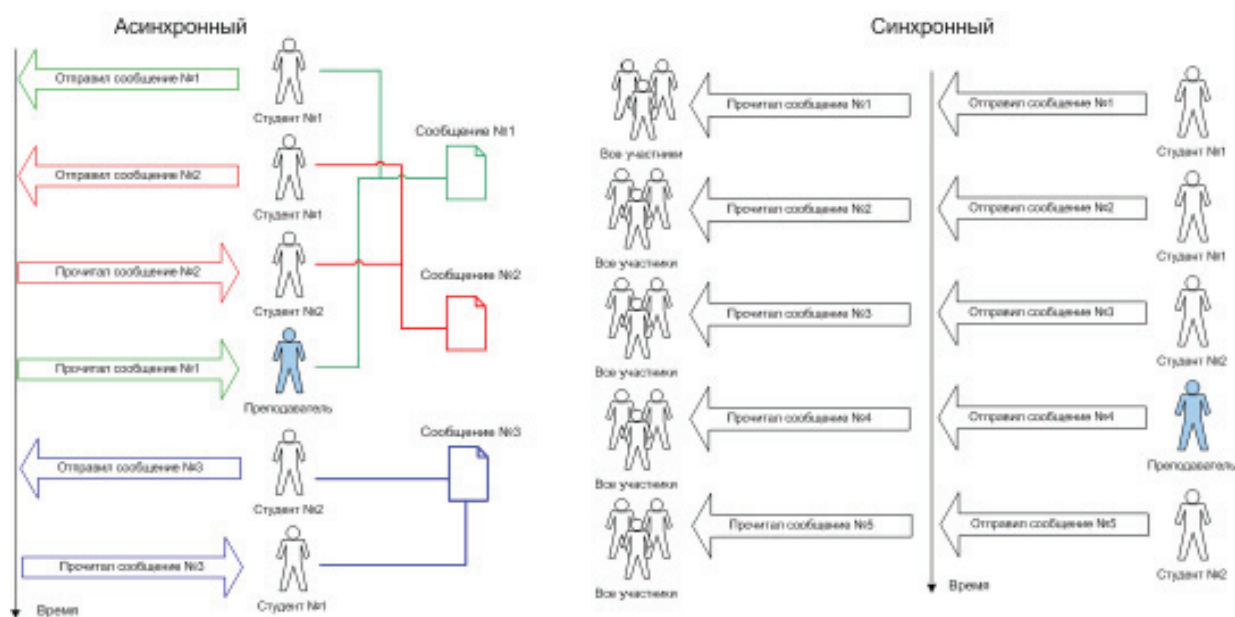 Асинхронный
Отправил сообщение №1
Студент №1
Сообщение №1
Отправил сообщение №2
Студент №1
Прочитал сообщение №2
Студент №2
Сообщение №2
Прочитал сообщение №1
Преподаватель
Сообщение №3
Отправил сообщение №3
Студент №2
Прочитал сообщение №3
Студент №1
Время
Синхронный
Прочитал сообщение №1
Отправил сообщение №1
Все участники
Студент №1
Прочитал сообщение №2
Отправил сообщение №2
Все участники
Студент №1
Прочитал сообщение №3
Отправил сообщение №3
Все участники
Студент №2
Прочитал сообщение №4
Отправил сообщение №4
Все участники
Преподаватель
Прочитал сообщение №5
Отправил сообщение №5
Все участники
Студент №2
Время